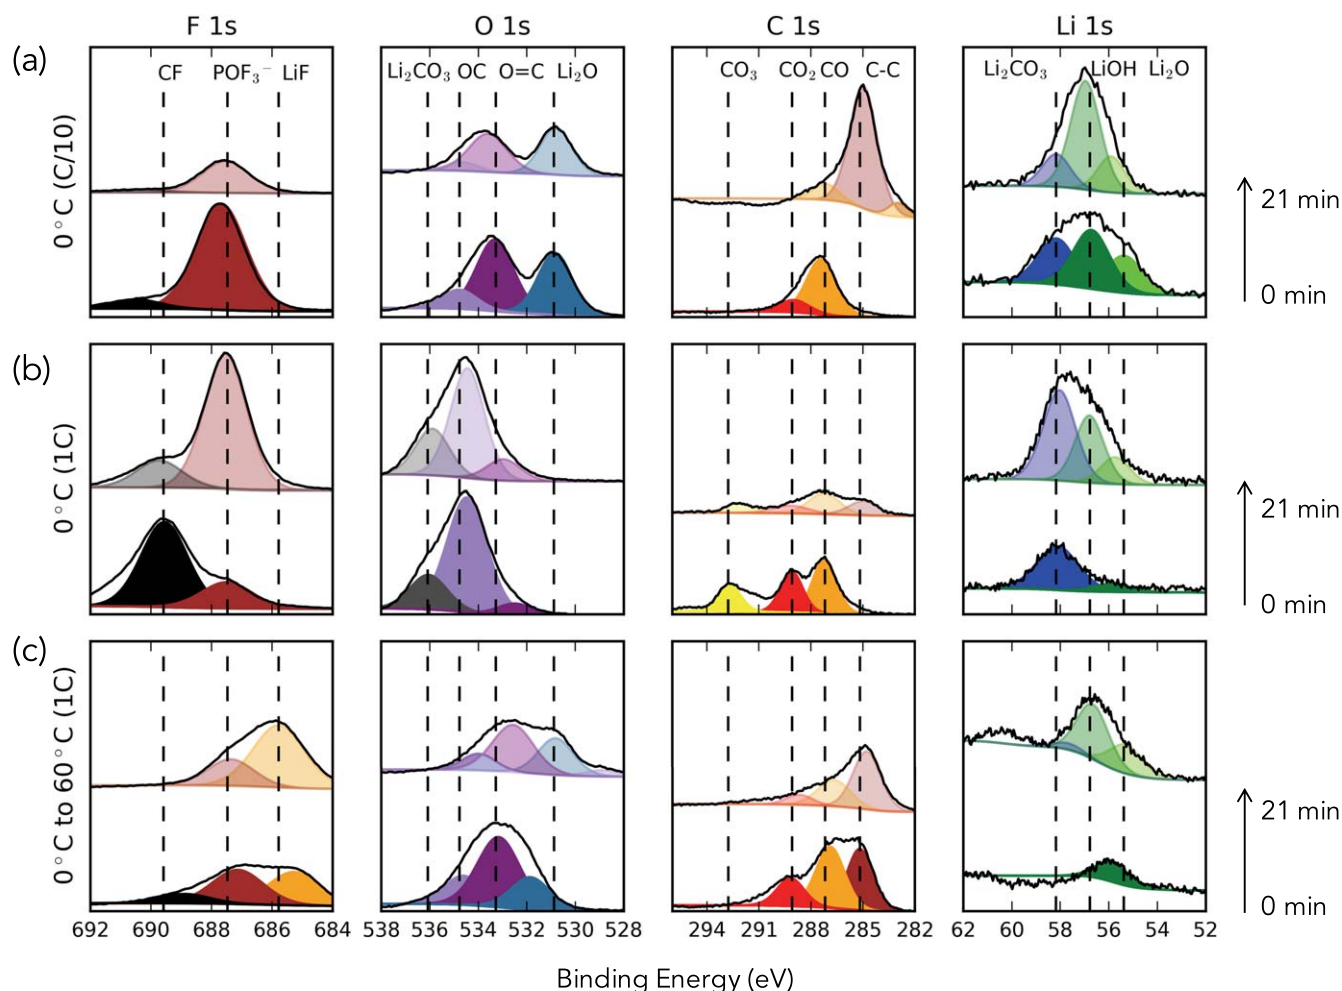 F 1s O 1s C 1s Li 1s
(a)
0°C (C/10)
CF POF₃⁻ LiF
Li₂CO₃ OC O=C Li₂O
CO₃ CO₂ CO C-C
Li₂CO₃ LiOH Li₂O
21 min
0 min
(b)
0°C (1C)
21 min
0 min
(c)
0°C to 60°C (1C)
21 min
0 min
692 690 688 686 684
538 536 534 532 530 528
294 291 288 285 282
62 60 58 56 54 52
Binding Energy (eV)